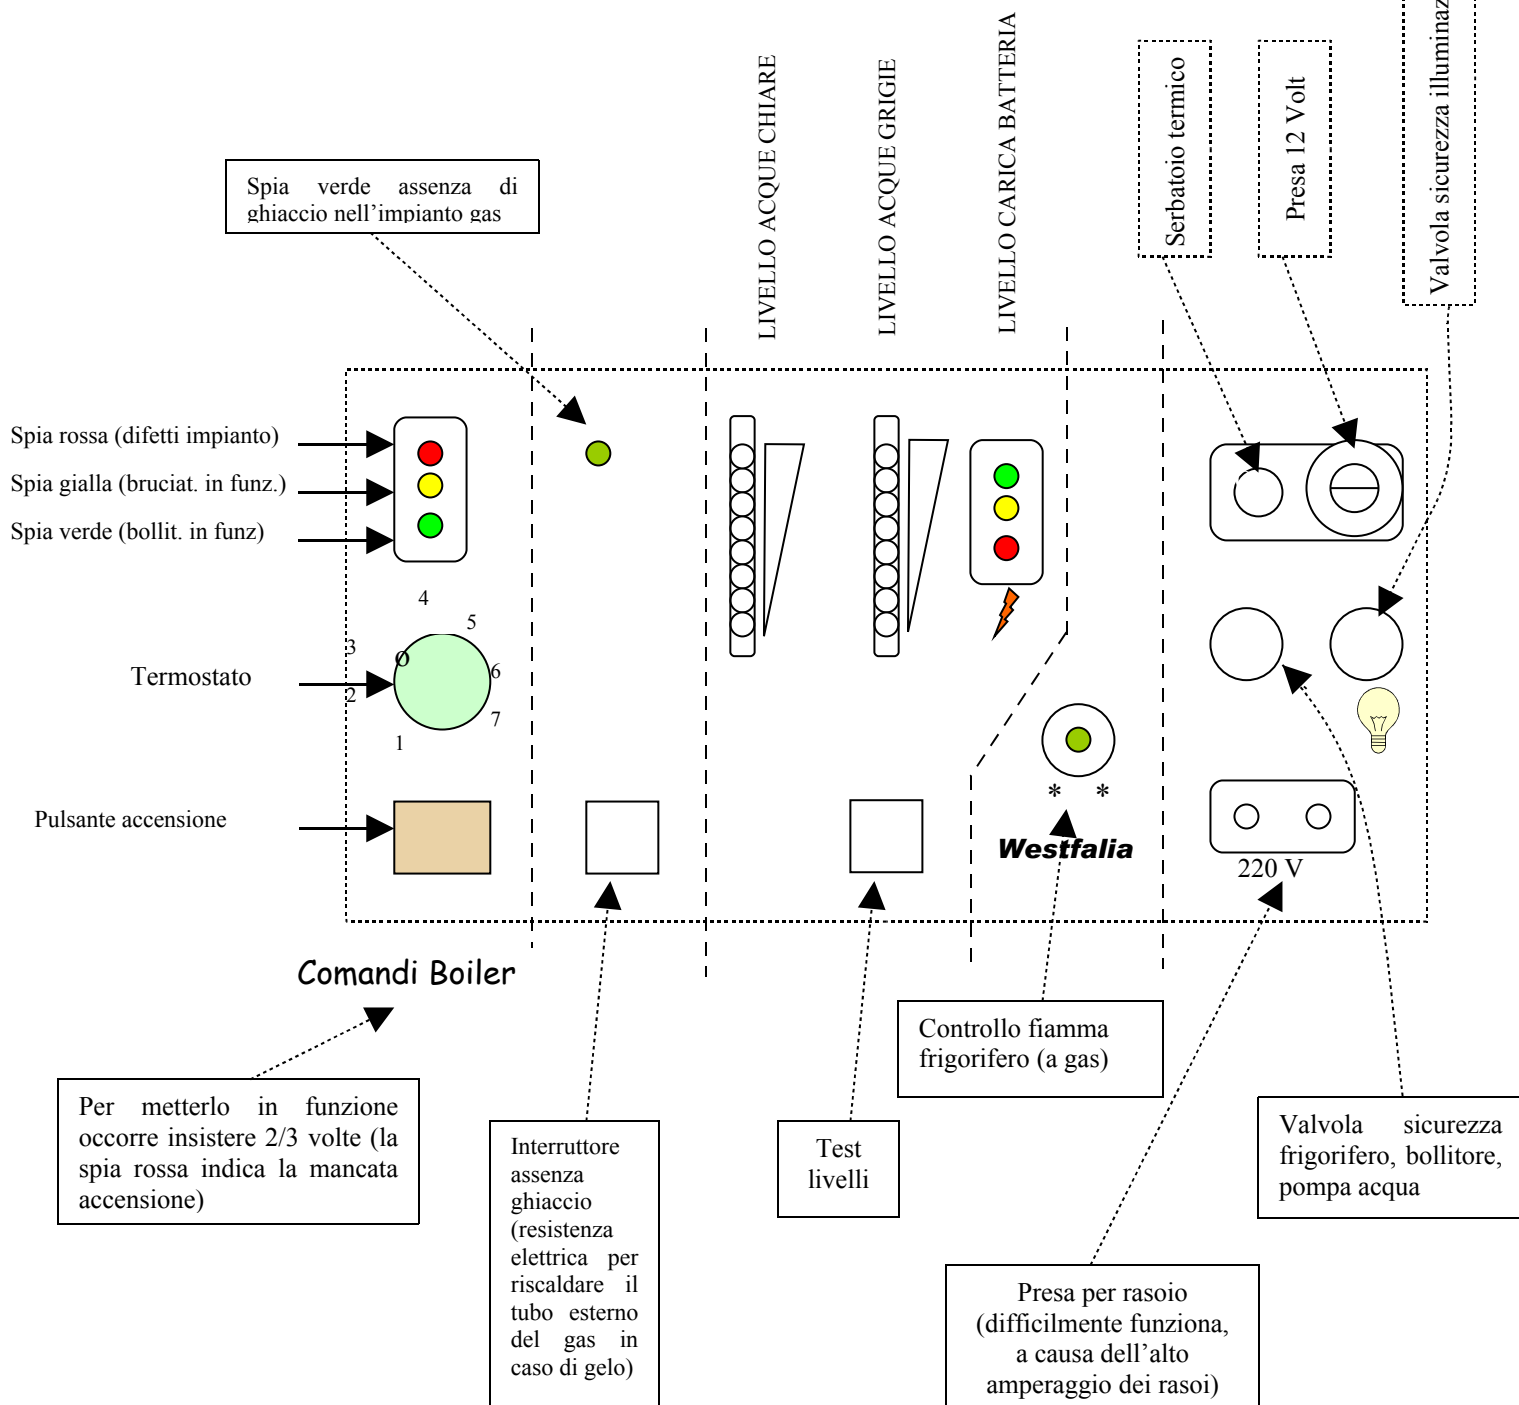 LIVELLO ACQUE CHIARE
LIVELLO ACQUE GRIGIE
LIVELLO CARICA BATTERIA
Serbatoio termico
Presa 12 Volt
Valvola sicurezza
Spia verde assenza di
ghiaccio nell’impianto gas
Spia rossa (difetti impianto)
Spia gialla (bruciat. in funz.)
Spia verde (bollit. in funz)
4
5
3
Ø
6
Termostato
2
7
1
* *
Pulsante accensione
Westfalia
220 V
Comandi Boiler
Controllo fiamma
frigorifero (a gas)
Per metterlo in funzione
occorre insistere 2/3 volte (la
spia rossa indica la mancata
accensione)
Interruttore
assenza
ghiaccio
(resistenza
elettrica per
riscaldare il
tubo esterno
del gas in
caso di gelo)
Test
livelli
Valvola sicurezza
frigorifero, bollitore,
pompa acqua
Presa per rasoio
(difficilmente funziona,
a causa dell’alto
amperaggio dei rasoi)